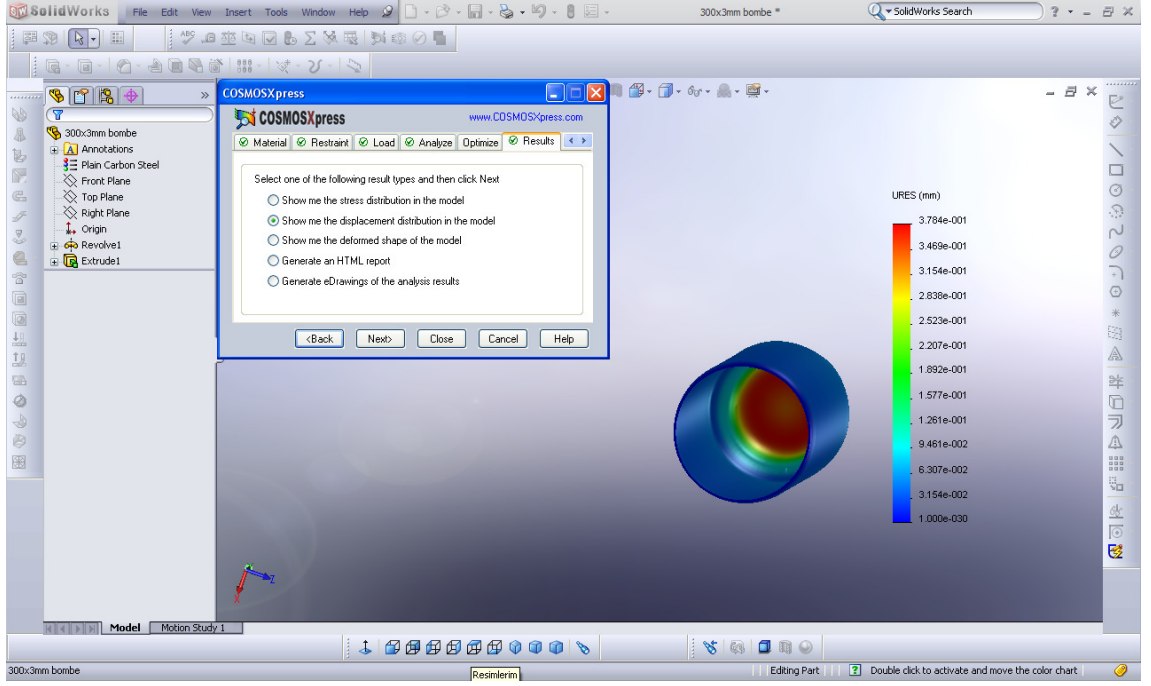 SolidWorks File Edit View Insert Tools Window Help 300x3mm bombe * SolidWorks Search ?
COSMOSXpress
COSMOSXpress www.COSMOSXpress.com
Material Restraint Load Analyze Optimize Results
Select one of the following result types and then click Next
Show me the stress distribution in the model
Show me the displacement distribution in the model
Show me the deformed shape of the model
Generate an HTML report
Generate eDrawings of the analysis results
<Back Next> Close Cancel Help
300x3mm bombe
A Annotations
Plain Carbon Steel
Front Plane
Top Plane
Right Plane
Origin
Revolve1
Extrude1
URES (mm)
3.784e-001
3.469e-001
3.154e-001
2.838e-001
2.523e-001
2.207e-001
1.892e-001
1.577e-001
1.261e-001
9.461e-002
6.307e-002
3.154e-002
1.000e-030
Z
X
Model Motion Study 1
300x3mm bombe Resimlerim Editing Part ? Double click to activate and move the color chart